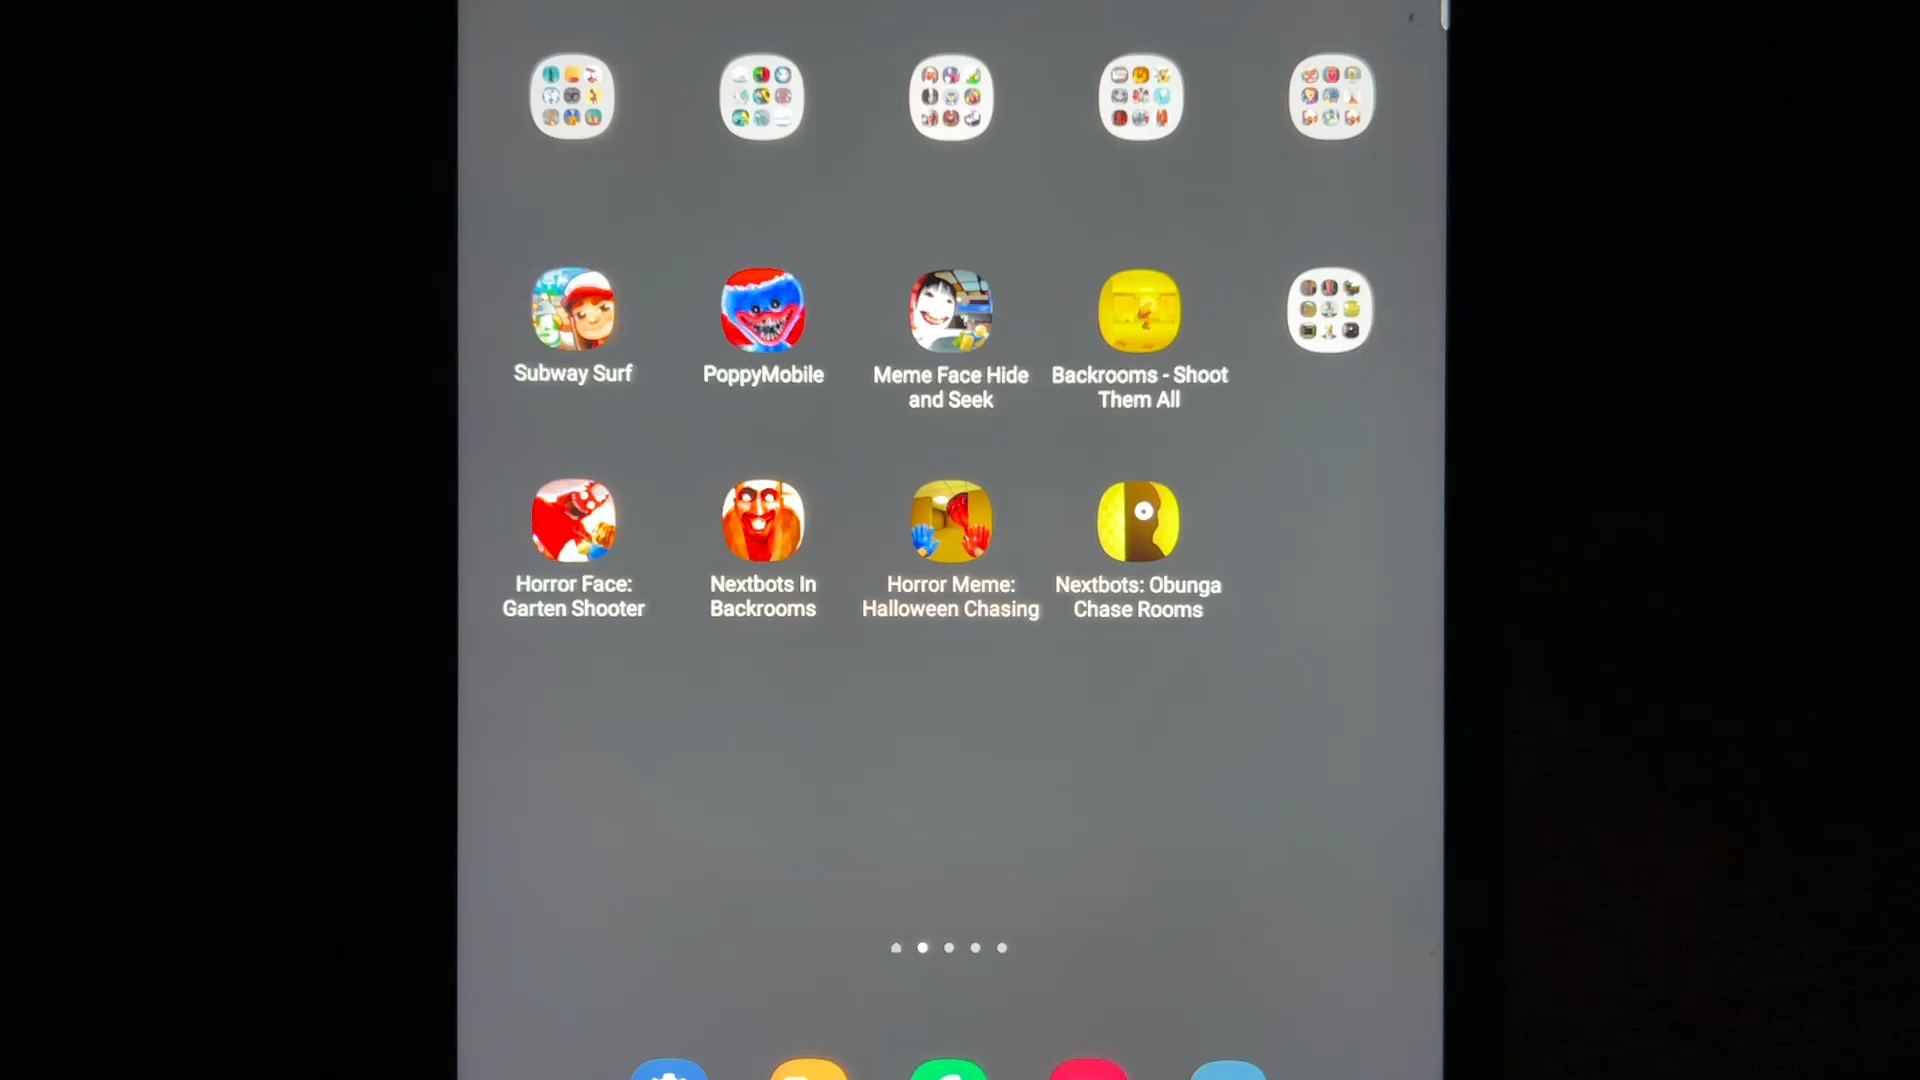 Subway Surf
PoppyMobile
Meme Face Hide
and Seek
Backrooms - Shoot
Them All
Horror Face:
Garten Shooter
Nextbots In
Backrooms
Horror Meme:
Halloween Chasing
Nextbots: Obunga
Chase Rooms